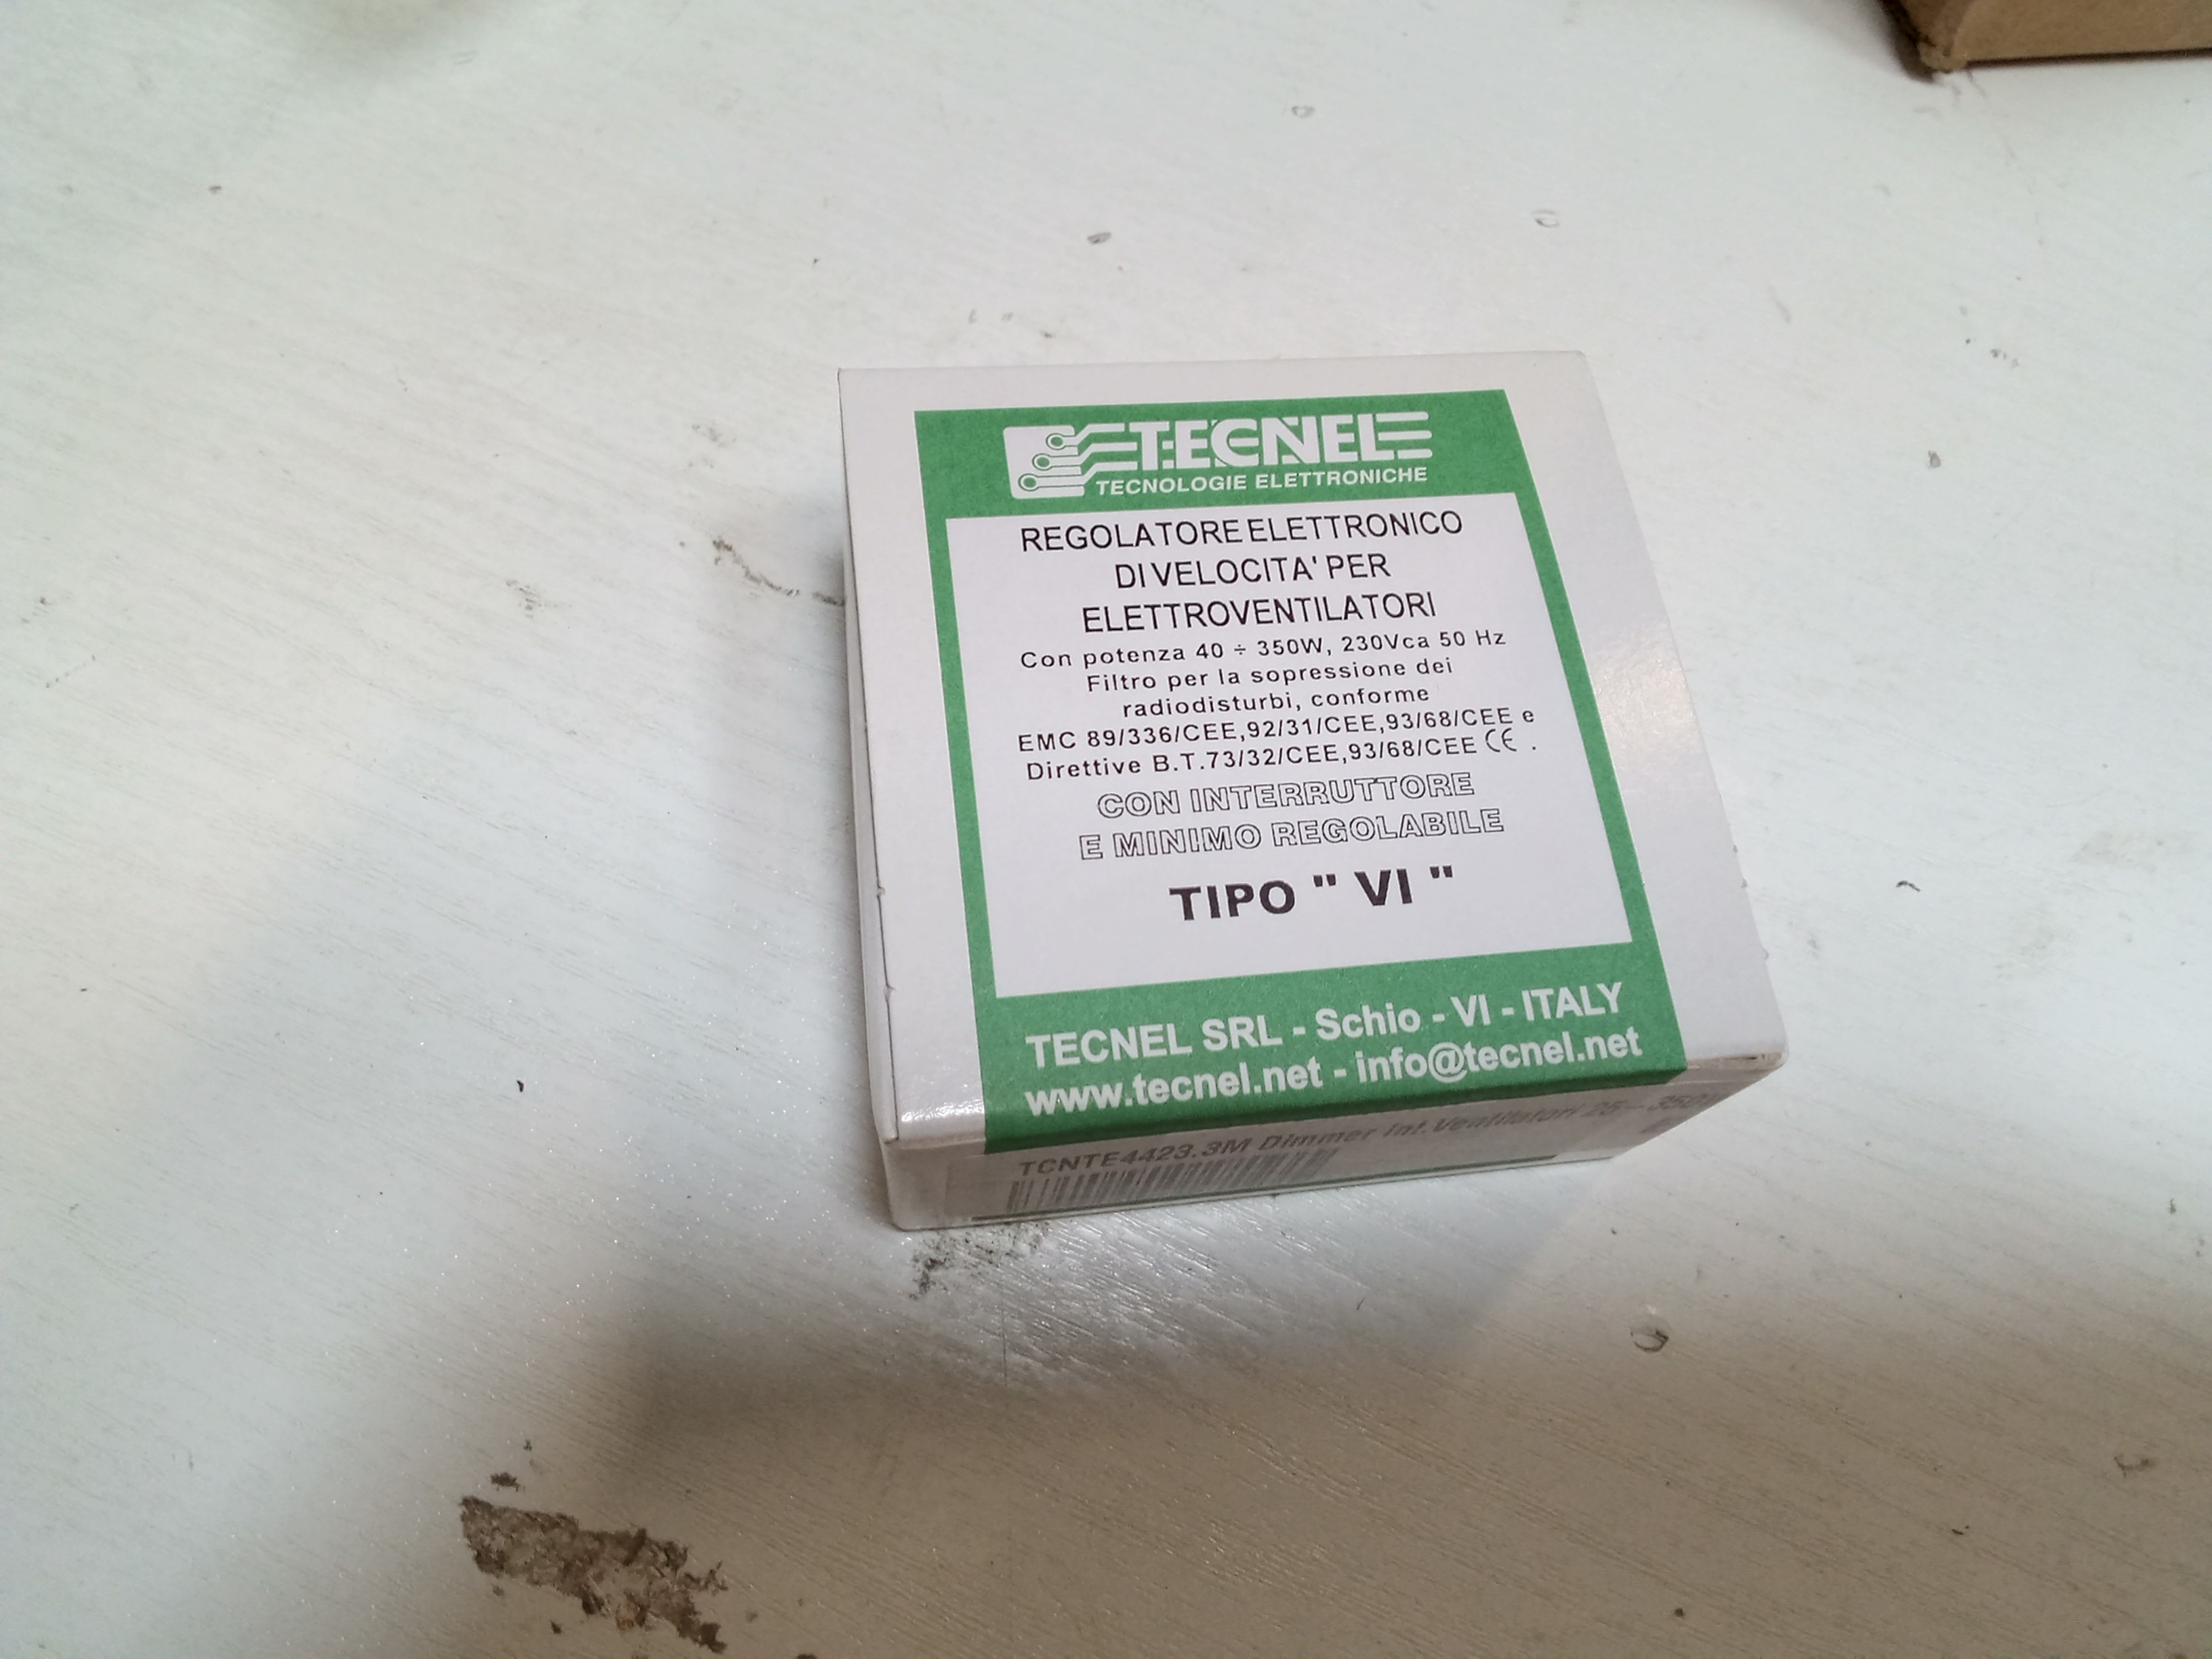 TECNEL
TECNOLOGIE ELETTRONICHE
REGOLATORE ELETTRONICO
DI VELOCITA' PER
ELETTROVENTILATORI
Con potenza 40 ÷ 350W, 230Vca 50 Hz
Filtro per la sopressione dei
radiodisturbi, conforme
EMC 89/336/CEE,92/31/CEE,93/68/CEE e
Direttive B.T.73/32/CEE,93/68/CEE CE .
CON INTERRUTTORE
E MINIMO REGOLABILE
TIPO " VI "
TECNEL SRL - Schio - VI - ITALY
www.tecnel.net - info@tecnel.net
TCNTE4423.3M Dimmer Int.Ventilatori